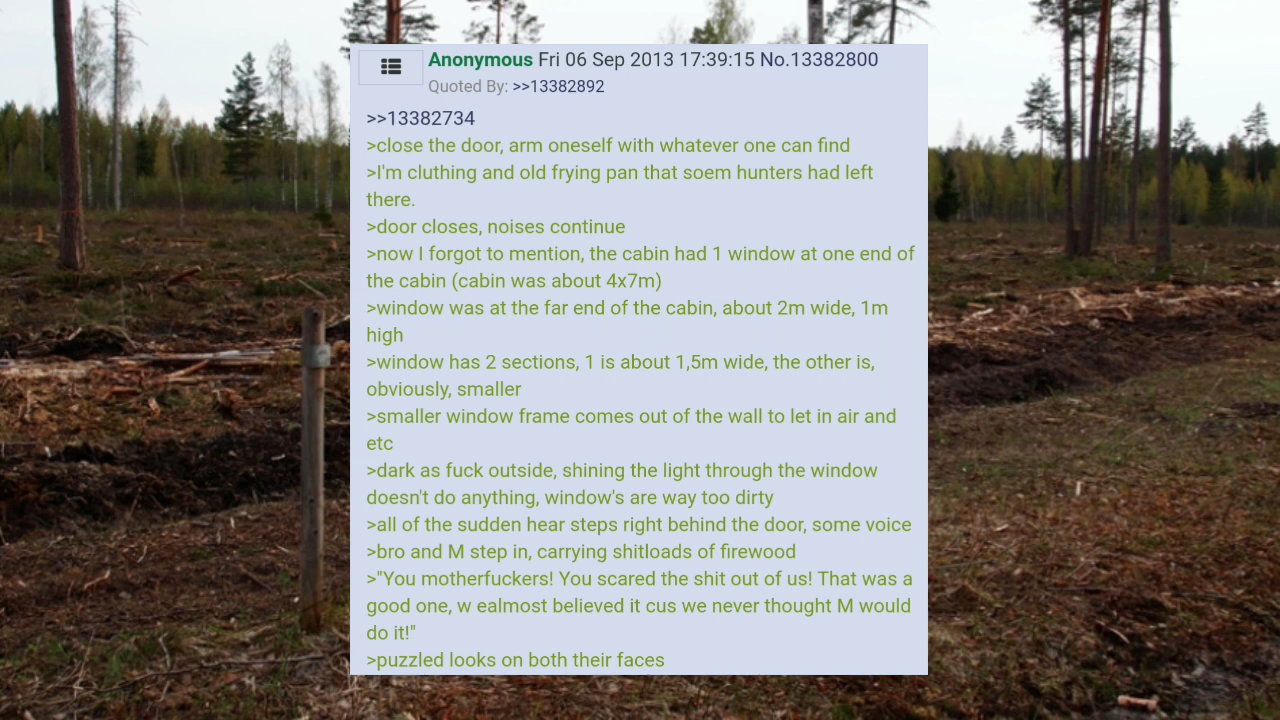 Anonymous Fri 06 Sep 2013 17:39:15 No.13382800
Quoted By: >>13382892
>>13382734
>close the door, arm oneself with whatever one can find
>I'm cluthing and old frying pan that soem hunters had left
there.
>door closes, noises continue
>now I forgot to mention, the cabin had 1 window at one end of
the cabin (cabin was about 4x7m)
>window was at the far end of the cabin, about 2m wide, 1m
high
>window has 2 sections, 1 is about 1,5m wide, the other is,
obviously, smaller
>smaller window frame comes out of the wall to let in air and
etc
>dark as fuck outside, shining the light through the window
doesn't do anything, window's are way too dirty
>all of the sudden hear steps right behind the door, some voice
>bro and M step in, carrying shitloads of firewood
>"You motherfuckers! You scared the shit out of us! That was a
good one, w ealmost believed it cus we never thought M would
do it!"
>puzzled looks on both their faces